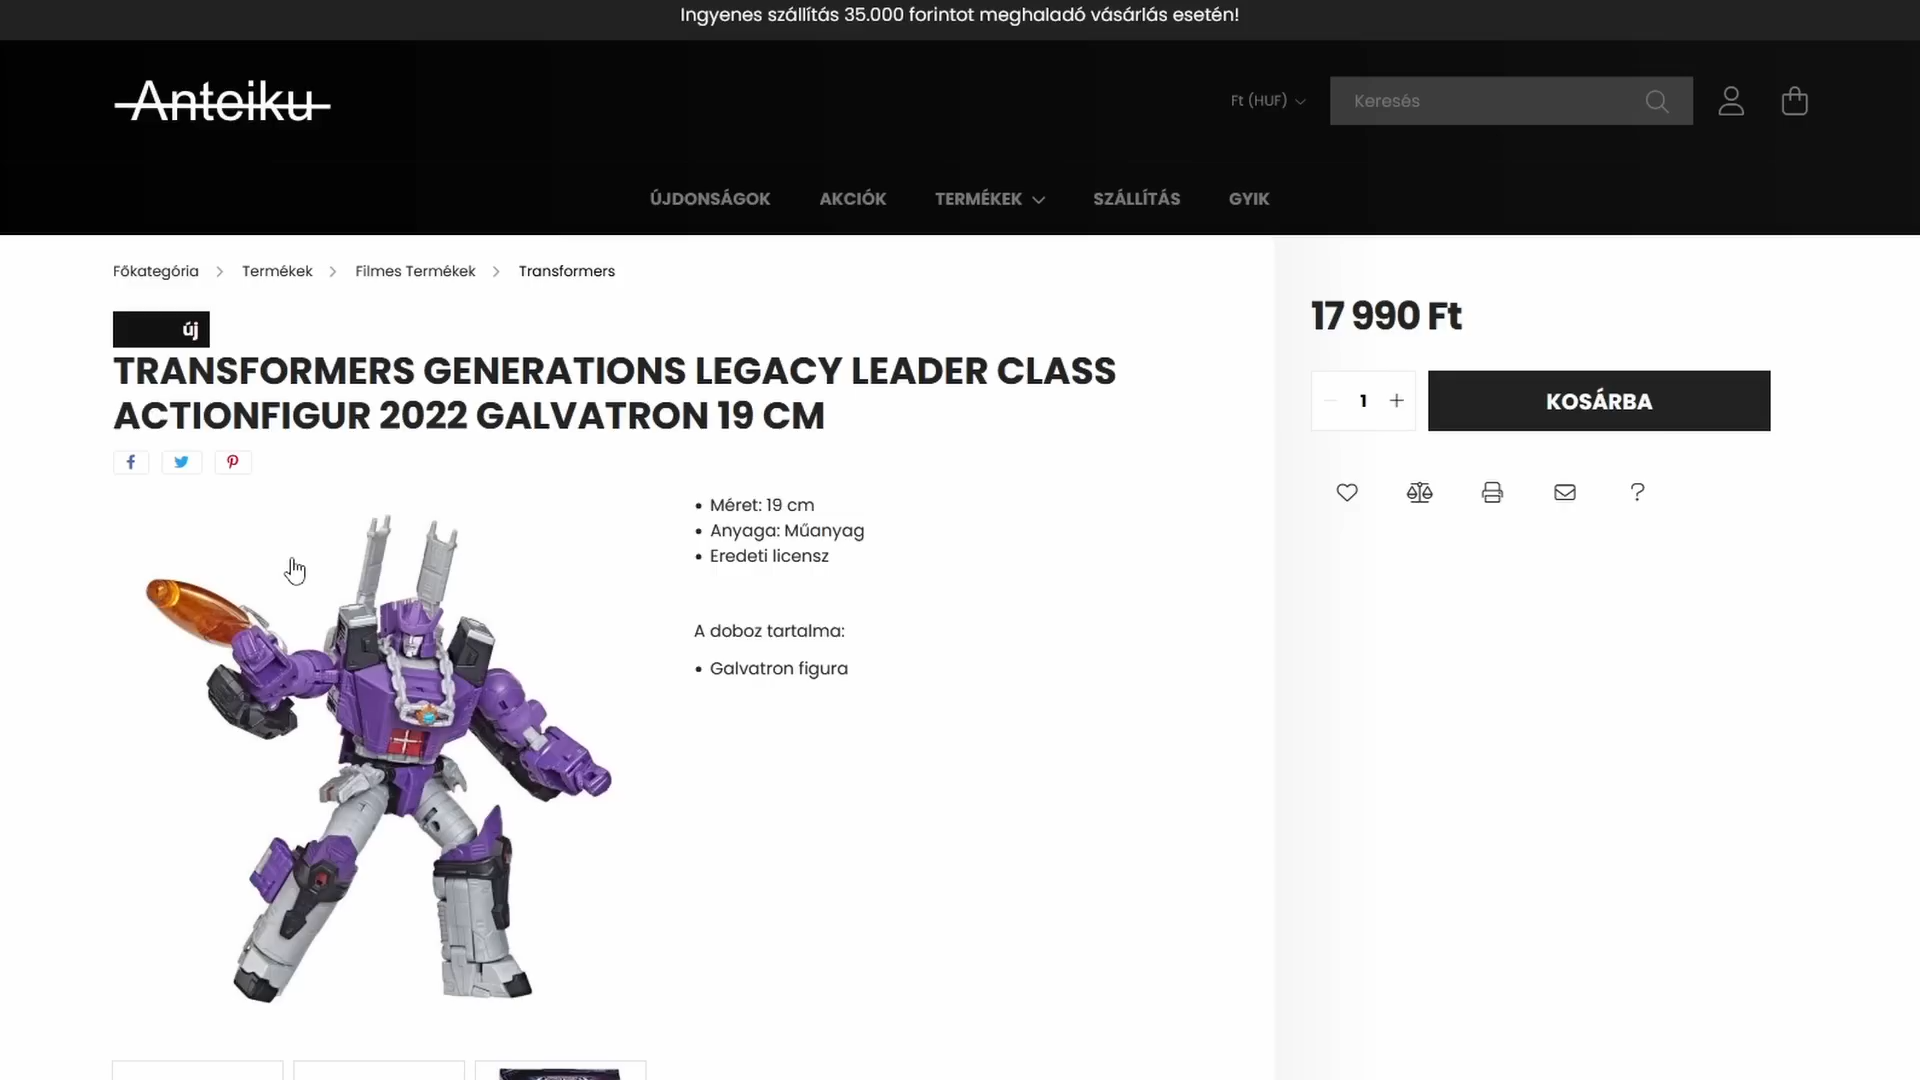 Ingyenes szállítás 35.000 forintot meghaladó vásárlás esetén!
Anteiku
Ft (HUF)
Keresés
ÚJDONSÁGOK
AKCIÓK
TERMÉKEK
SZÁLLÍTÁS
GYIK
Főkategória
Termékek
Filmes Termékek
Transformers
új
TRANSFORMERS GENERATIONS LEGACY LEADER CLASS
ACTIONFIGUR 2022 GALVATRON 19 CM
17 990 Ft
1
KOSÁRBA
Méret: 19 cm
Anyaga: Műanyag
Eredeti licensz
A doboz tartalma:
Galvatron figura